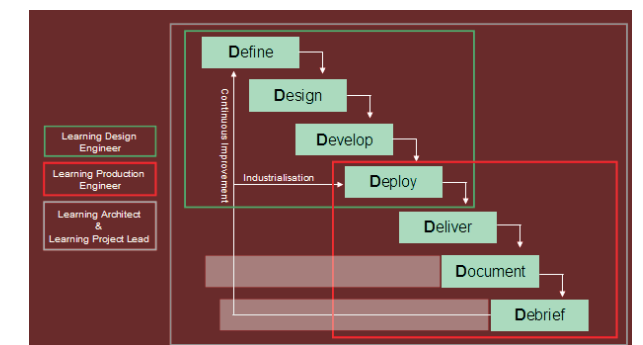 Define
Design
Develop
Deploy
Deliver
Document
Debrief
Continuous Improvement
Industrialisation
Learning Design
Engineer
Learning Production
Engineer
Learning Architect
&
Learning Project Lead